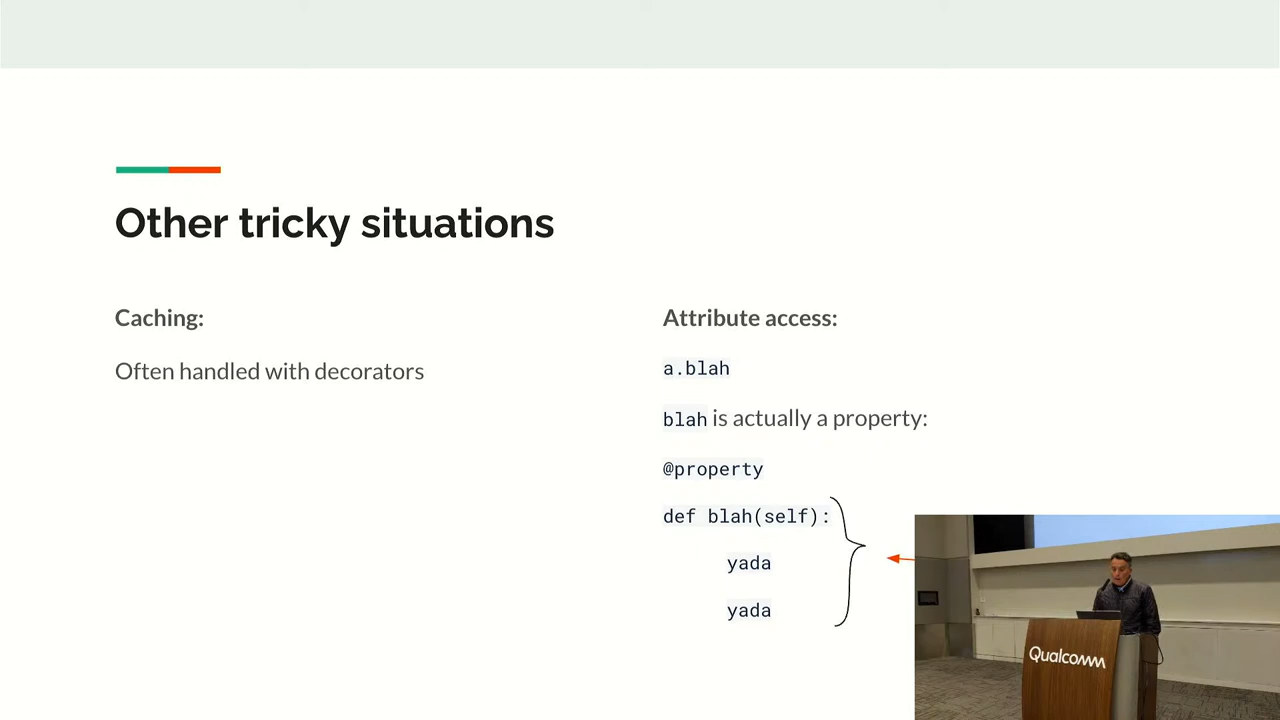 Other tricky situations
Caching:
Often handled with decorators
Attribute access:
a.blah
blah is actually a property:
@property
def blah(self):
yada
yada
Qualcomm